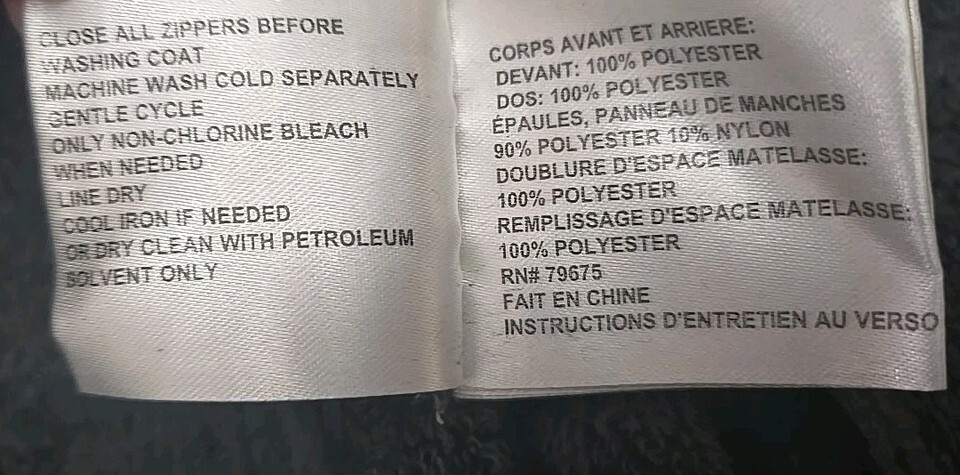 CLOSE ALL ZIPPERS BEFORE
WASHING COAT
MACHINE WASH COLD SEPARATELY
GENTLE CYCLE
ONLY NON-CHLORINE BLEACH
WHEN NEEDED
LINE DRY
COOL IRON IF NEEDED
OR DRY CLEAN WITH PETROLEUM
SOLVENT ONLY
CORPS AVANT ET ARRIERE:
DEVANT: 100% POLYESTER
DOS: 100% POLYESTER
ÉPAULES, PANNEAU DE MANCHES
90% POLYESTER 10% NYLON
DOUBLURE D'ESPACE MATELASSE:
100% POLYESTER
REMPLISSAGE D'ESPACE MATELASSE:
100% POLYESTER
RN# 79675
FAIT EN CHINE
INSTRUCTIONS D'ENTRETIEN AU VERSO